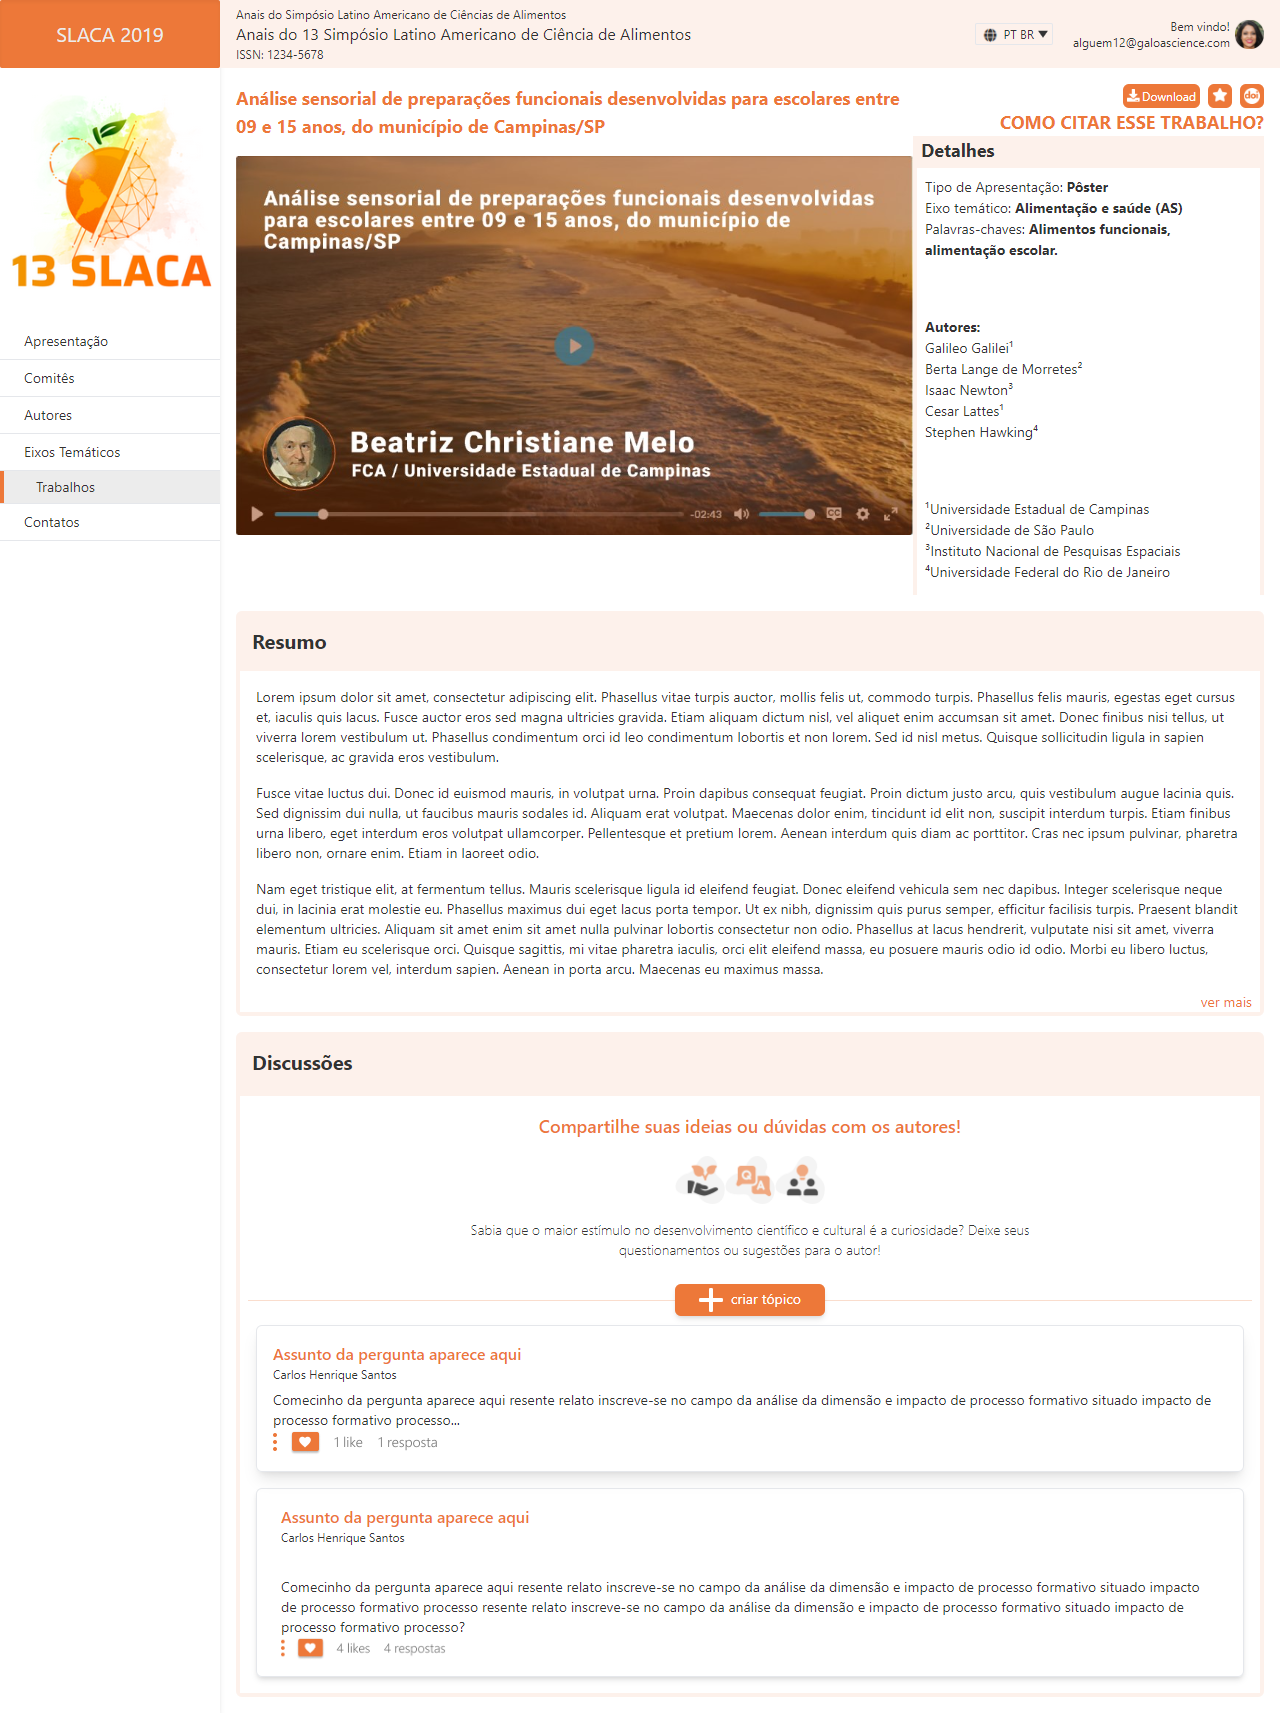 SLACA 2019
Anais do Simpósio Latino Americano de Ciências de Alimentos
Anais do 13 Simpósio Latino Americano de Ciência de Alimentos
ISSN: 1234-5678
PT BR
Bem vindo!
alguem12@galoascience.com
13 SLACA
Apresentação
Comitês
Autores
Eixos Temáticos
Trabalhos
Contatos
Análise sensorial de preparações funcionais desenvolvidas para escolares entre
09 e 15 anos, do município de Campinas/SP
Download
doi
COMO CITAR ESSE TRABALHO?
Análise sensorial de preparações funcionais desenvolvidas
para escolares entre 09 e 15 anos, do município de
Campinas/SP
Beatriz Christiane Melo
FCA / Universidade Estadual de Campinas
-02:43
CC
Detalhes
Tipo de Apresentação: Pôster
Eixo temático: Alimentação e saúde (AS)
Palavras-chaves: Alimentos funcionais,
alimentação escolar.
Autores:
Galileo Galilei¹
Berta Lange de Morretes²
Isaac Newton³
Cesar Lattes¹
Stephen Hawking⁴
¹Universidade Estadual de Campinas
²Universidade de São Paulo
³Instituto Nacional de Pesquisas Espaciais
⁴Universidade Federal do Rio de Janeiro
Resumo
Lorem ipsum dolor sit amet, consectetur adipiscing elit. Phasellus vitae turpis auctor, mollis felis ut, commodo turpis. Phasellus felis mauris, egestas eget cursus
et, iaculis quis lacus. Fusce auctor eros sed magna ultricies gravida. Etiam aliquam dictum nisl, vel aliquet enim accumsan sit amet. Donec finibus nisi tellus, ut
viverra lorem vestibulum ut. Phasellus condimentum orci id leo condimentum lobortis et non lorem. Sed id nisl metus. Quisque sollicitudin ligula in sapien
scelerisque, ac gravida eros vestibulum.
Fusce vitae luctus dui. Donec id euismod mauris, in volutpat urna. Proin dapibus consequat feugiat. Proin dictum justo arcu, quis vestibulum augue lacinia quis.
Sed dignissim dui nulla, ut faucibus mauris sodales id. Aliquam erat volutpat. Maecenas dolor enim, tincidunt id elit non, suscipit interdum turpis. Etiam finibus
urna libero, eget interdum eros volutpat ullamcorper. Pellentesque et pretium lorem. Aenean interdum quis diam ac porttitor. Cras nec ipsum pulvinar, pharetra
libero non, ornare enim. Etiam in laoreet odio.
Nam eget tristique elit, at fermentum tellus. Mauris scelerisque ligula id eleifend feugiat. Donec eleifend vehicula sem nec dapibus. Integer scelerisque neque
dui, in lacinia erat molestie eu. Phasellus maximus dui eget lacus porta tempor. Ut ex nibh, dignissim quis purus semper, efficitur facilisis turpis. Praesent blandit
elementum ultricies. Aliquam sit amet enim sit amet nulla pulvinar lobortis consectetur non odio. Phasellus at lacus hendrerit, vulputate nisi sit amet, viverra
mauris. Etiam eu scelerisque orci. Quisque sagittis, mi vitae pharetra iaculis, orci elit eleifend massa, eu posuere mauris odio id odio. Morbi eu libero luctus,
consectetur lorem vel, interdum sapien. Aenean in porta arcu. Maecenas eu maximus massa.
ver mais
Discussões
Compartilhe suas ideias ou dúvidas com os autores!
Q A
Sabia que o maior estímulo no desenvolvimento científico e cultural é a curiosidade? Deixe seus
questionamentos ou sugestões para o autor!
criar tópico
Assunto da pergunta aparece aqui
Carlos Henrique Santos
Comecinho da pergunta aparece aqui resente relato inscreve-se no campo da análise da dimensão e impacto de processo formativo situado impacto de
processo formativo processo...
1 like 1 resposta
Assunto da pergunta aparece aqui
Carlos Henrique Santos
Comecinho da pergunta aparece aqui resente relato inscreve-se no campo da análise da dimensão e impacto de processo formativo situado impacto
de processo formativo processo resente relato inscreve-se no campo da análise da dimensão e impacto de processo formativo situado impacto de
processo formativo processo?
4 likes 4 respostas